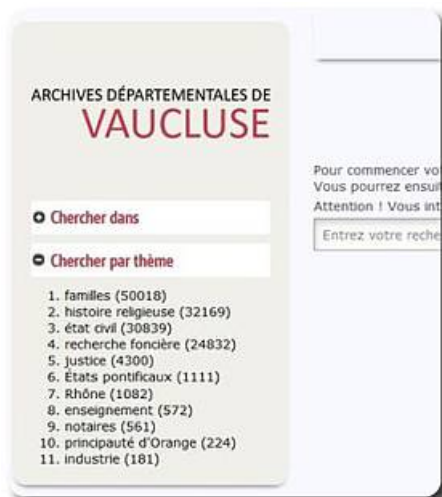 ARCHIVES DÉPARTEMENTALES DE
VAUCLUSE
Chercher dans
Chercher par thème
1. familles (50018)
2. histoire religieuse (32169)
3. état civil (30839)
4. recherche foncière (24832)
5. justice (4300)
6. États pontificaux (1111)
7. Rhône (1082)
8. enseignement (572)
9. notaires (561)
10. principauté d'Orange (224)
11. industrie (181)
Pour commencer vo
Vous pourrez ensuit
Attention ! Vous int
Entrez votre reche